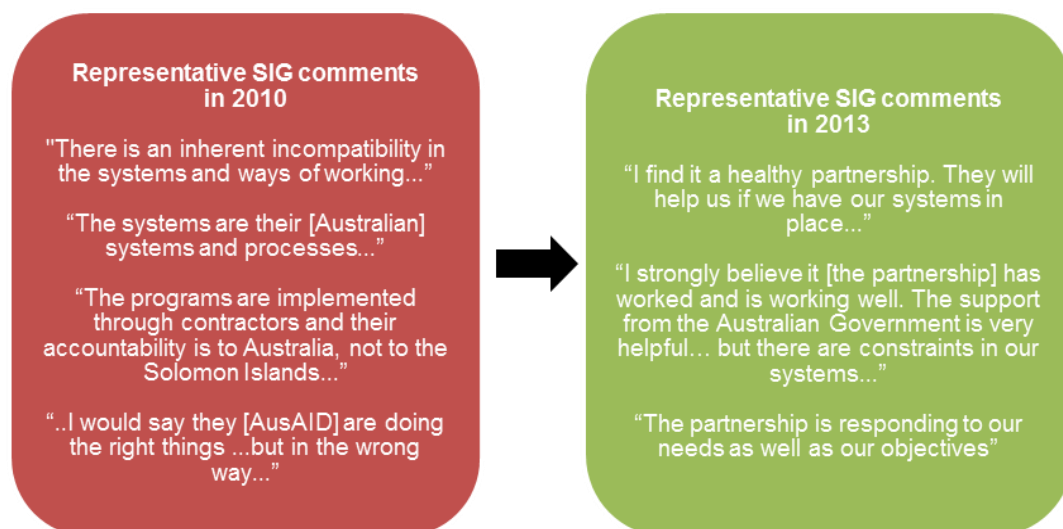 Representative SIG comments
in 2010
"There is an inherent incompatibility in
the systems and ways of working...”
“The systems are their [Australian]
systems and processes...”
“The programs are implemented
through contractors and their
accountability is to Australia, not to the
Solomon Islands...”
“..I would say they [AusAID] are doing
the right things ...but in the wrong
way...”
Representative SIG comments
in 2013
“I find it a healthy partnership. They will
help us if we have our systems in
place...”
“I strongly believe it [the partnership] has
worked and is working well. The support
from the Australian Government is very
helpful… but there are constraints in our
systems...”
“The partnership is responding to our
needs as well as our objectives”